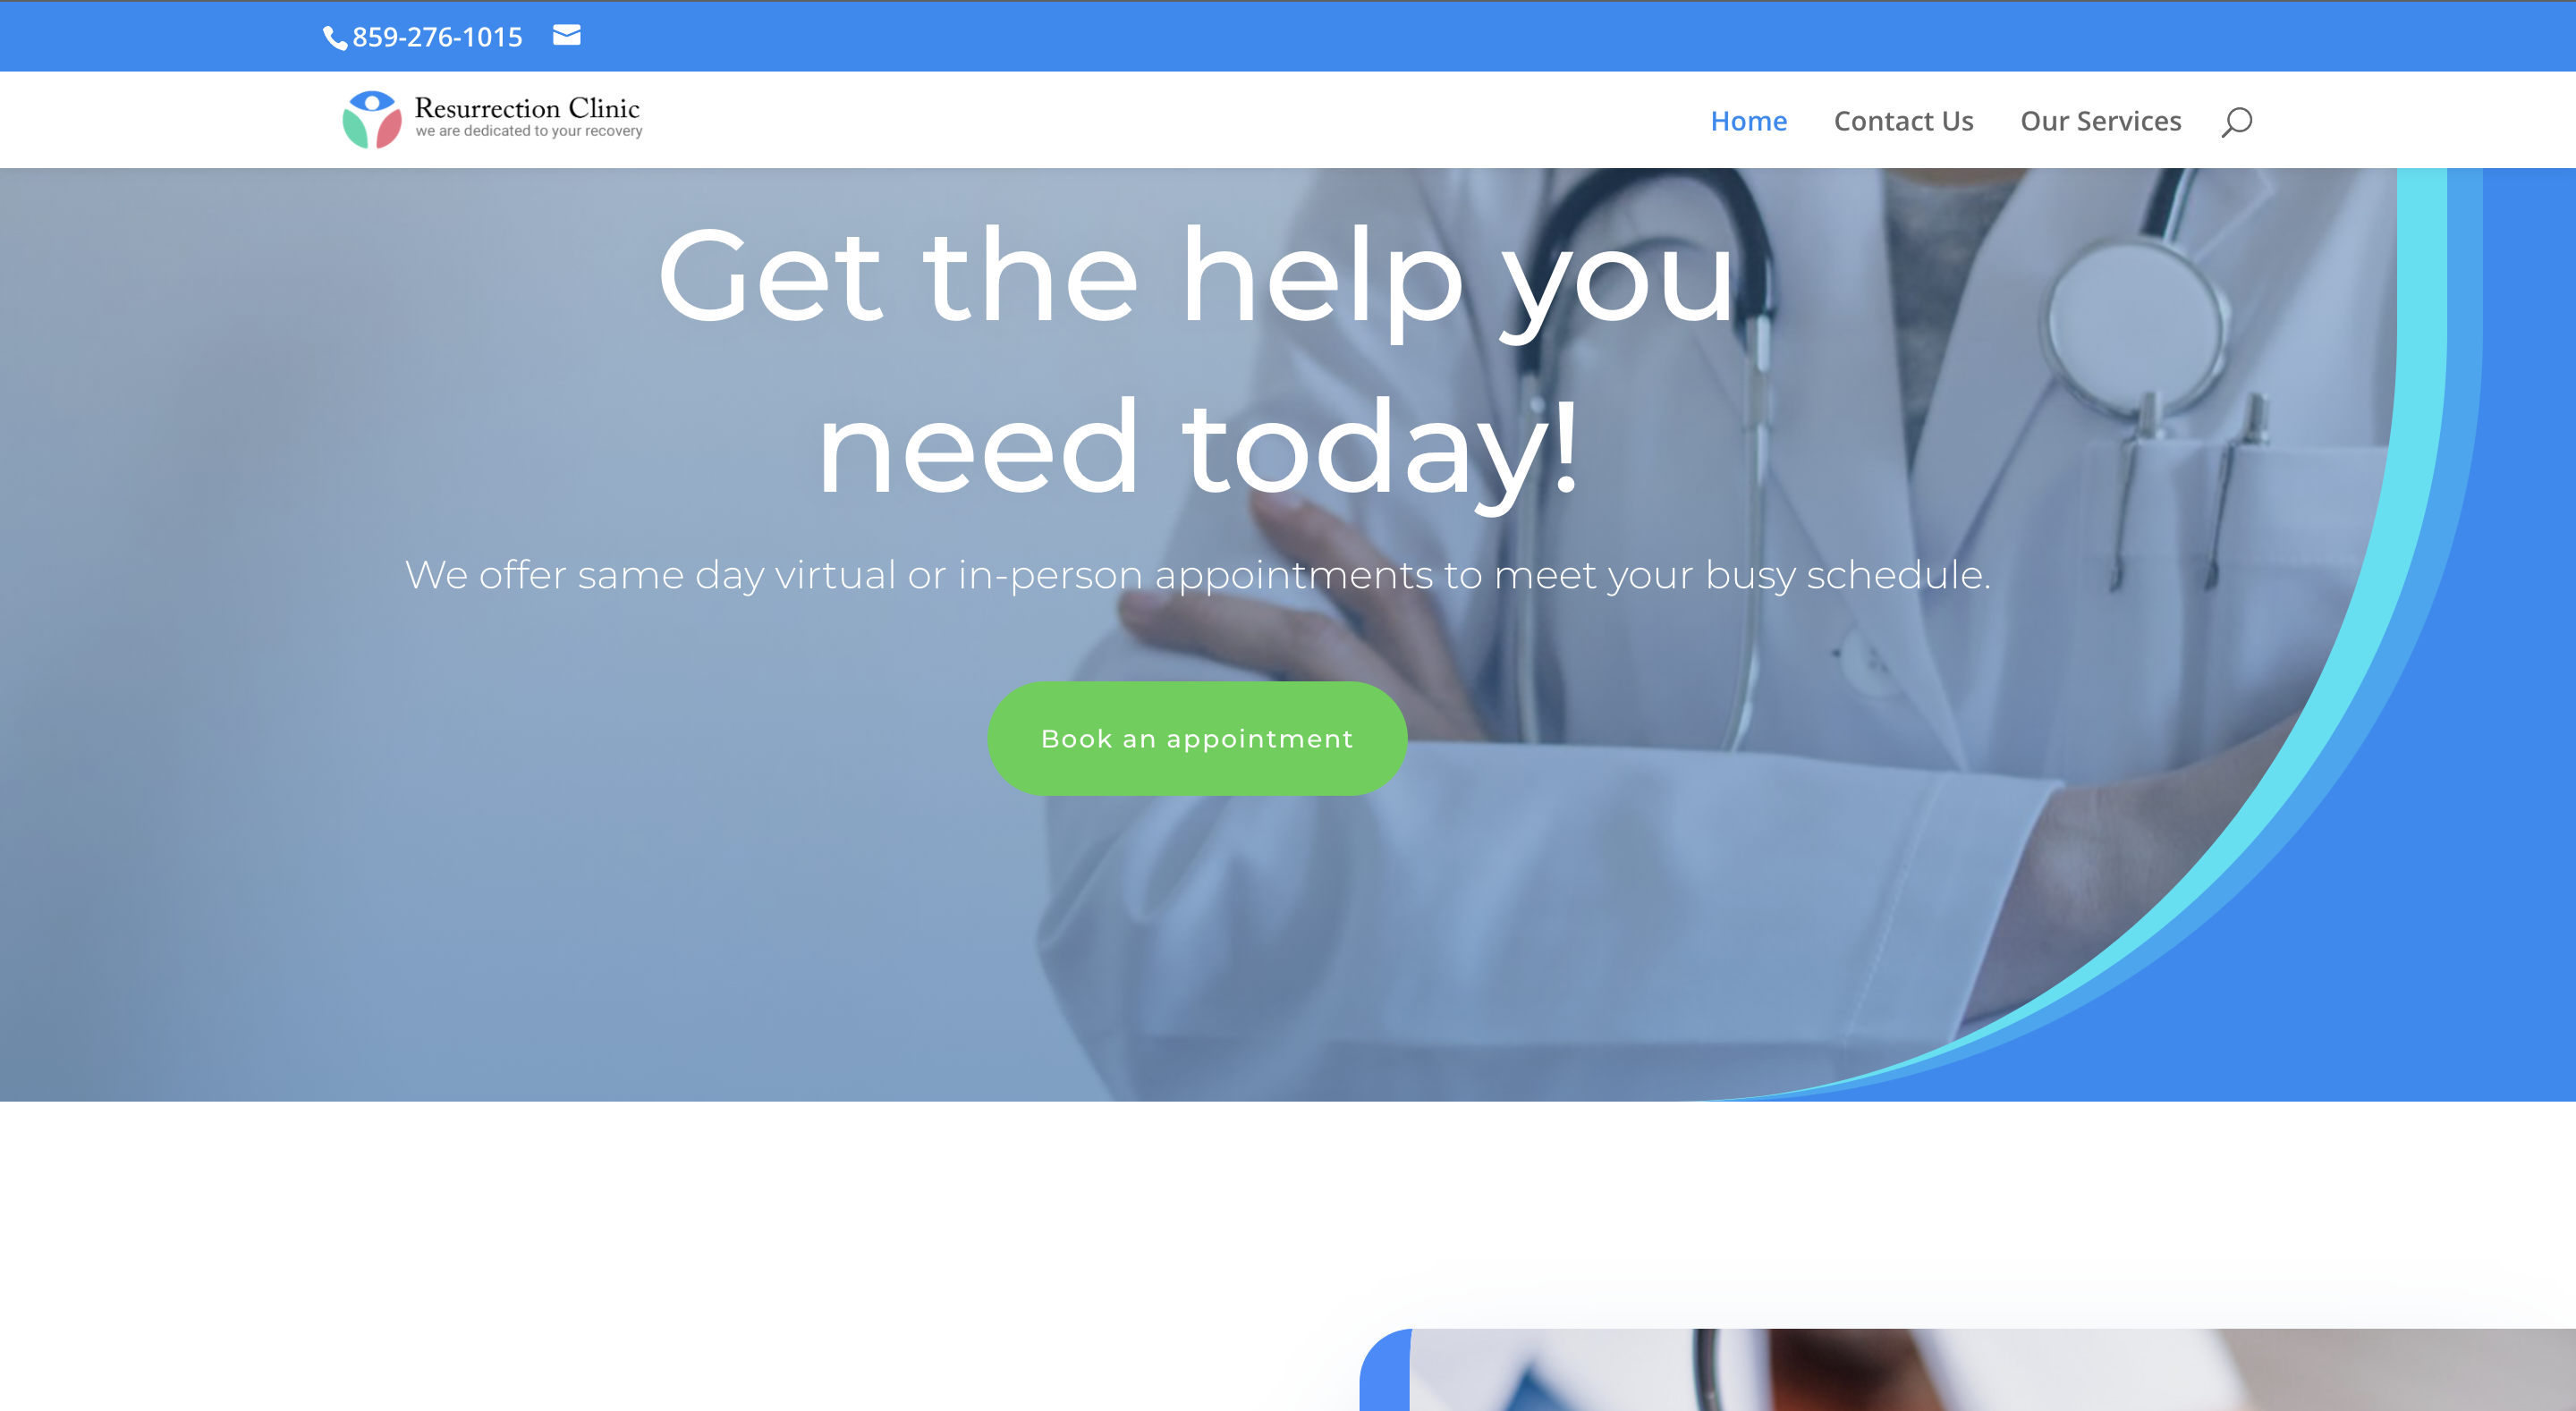 859-276-1015
Resurrection Clinic
we are dedicated to your recovery
Home Contact Us Our Services
Get the help you
need today!
We offer same day virtual or in-person appointments to meet your busy schedule.
Book an appointment